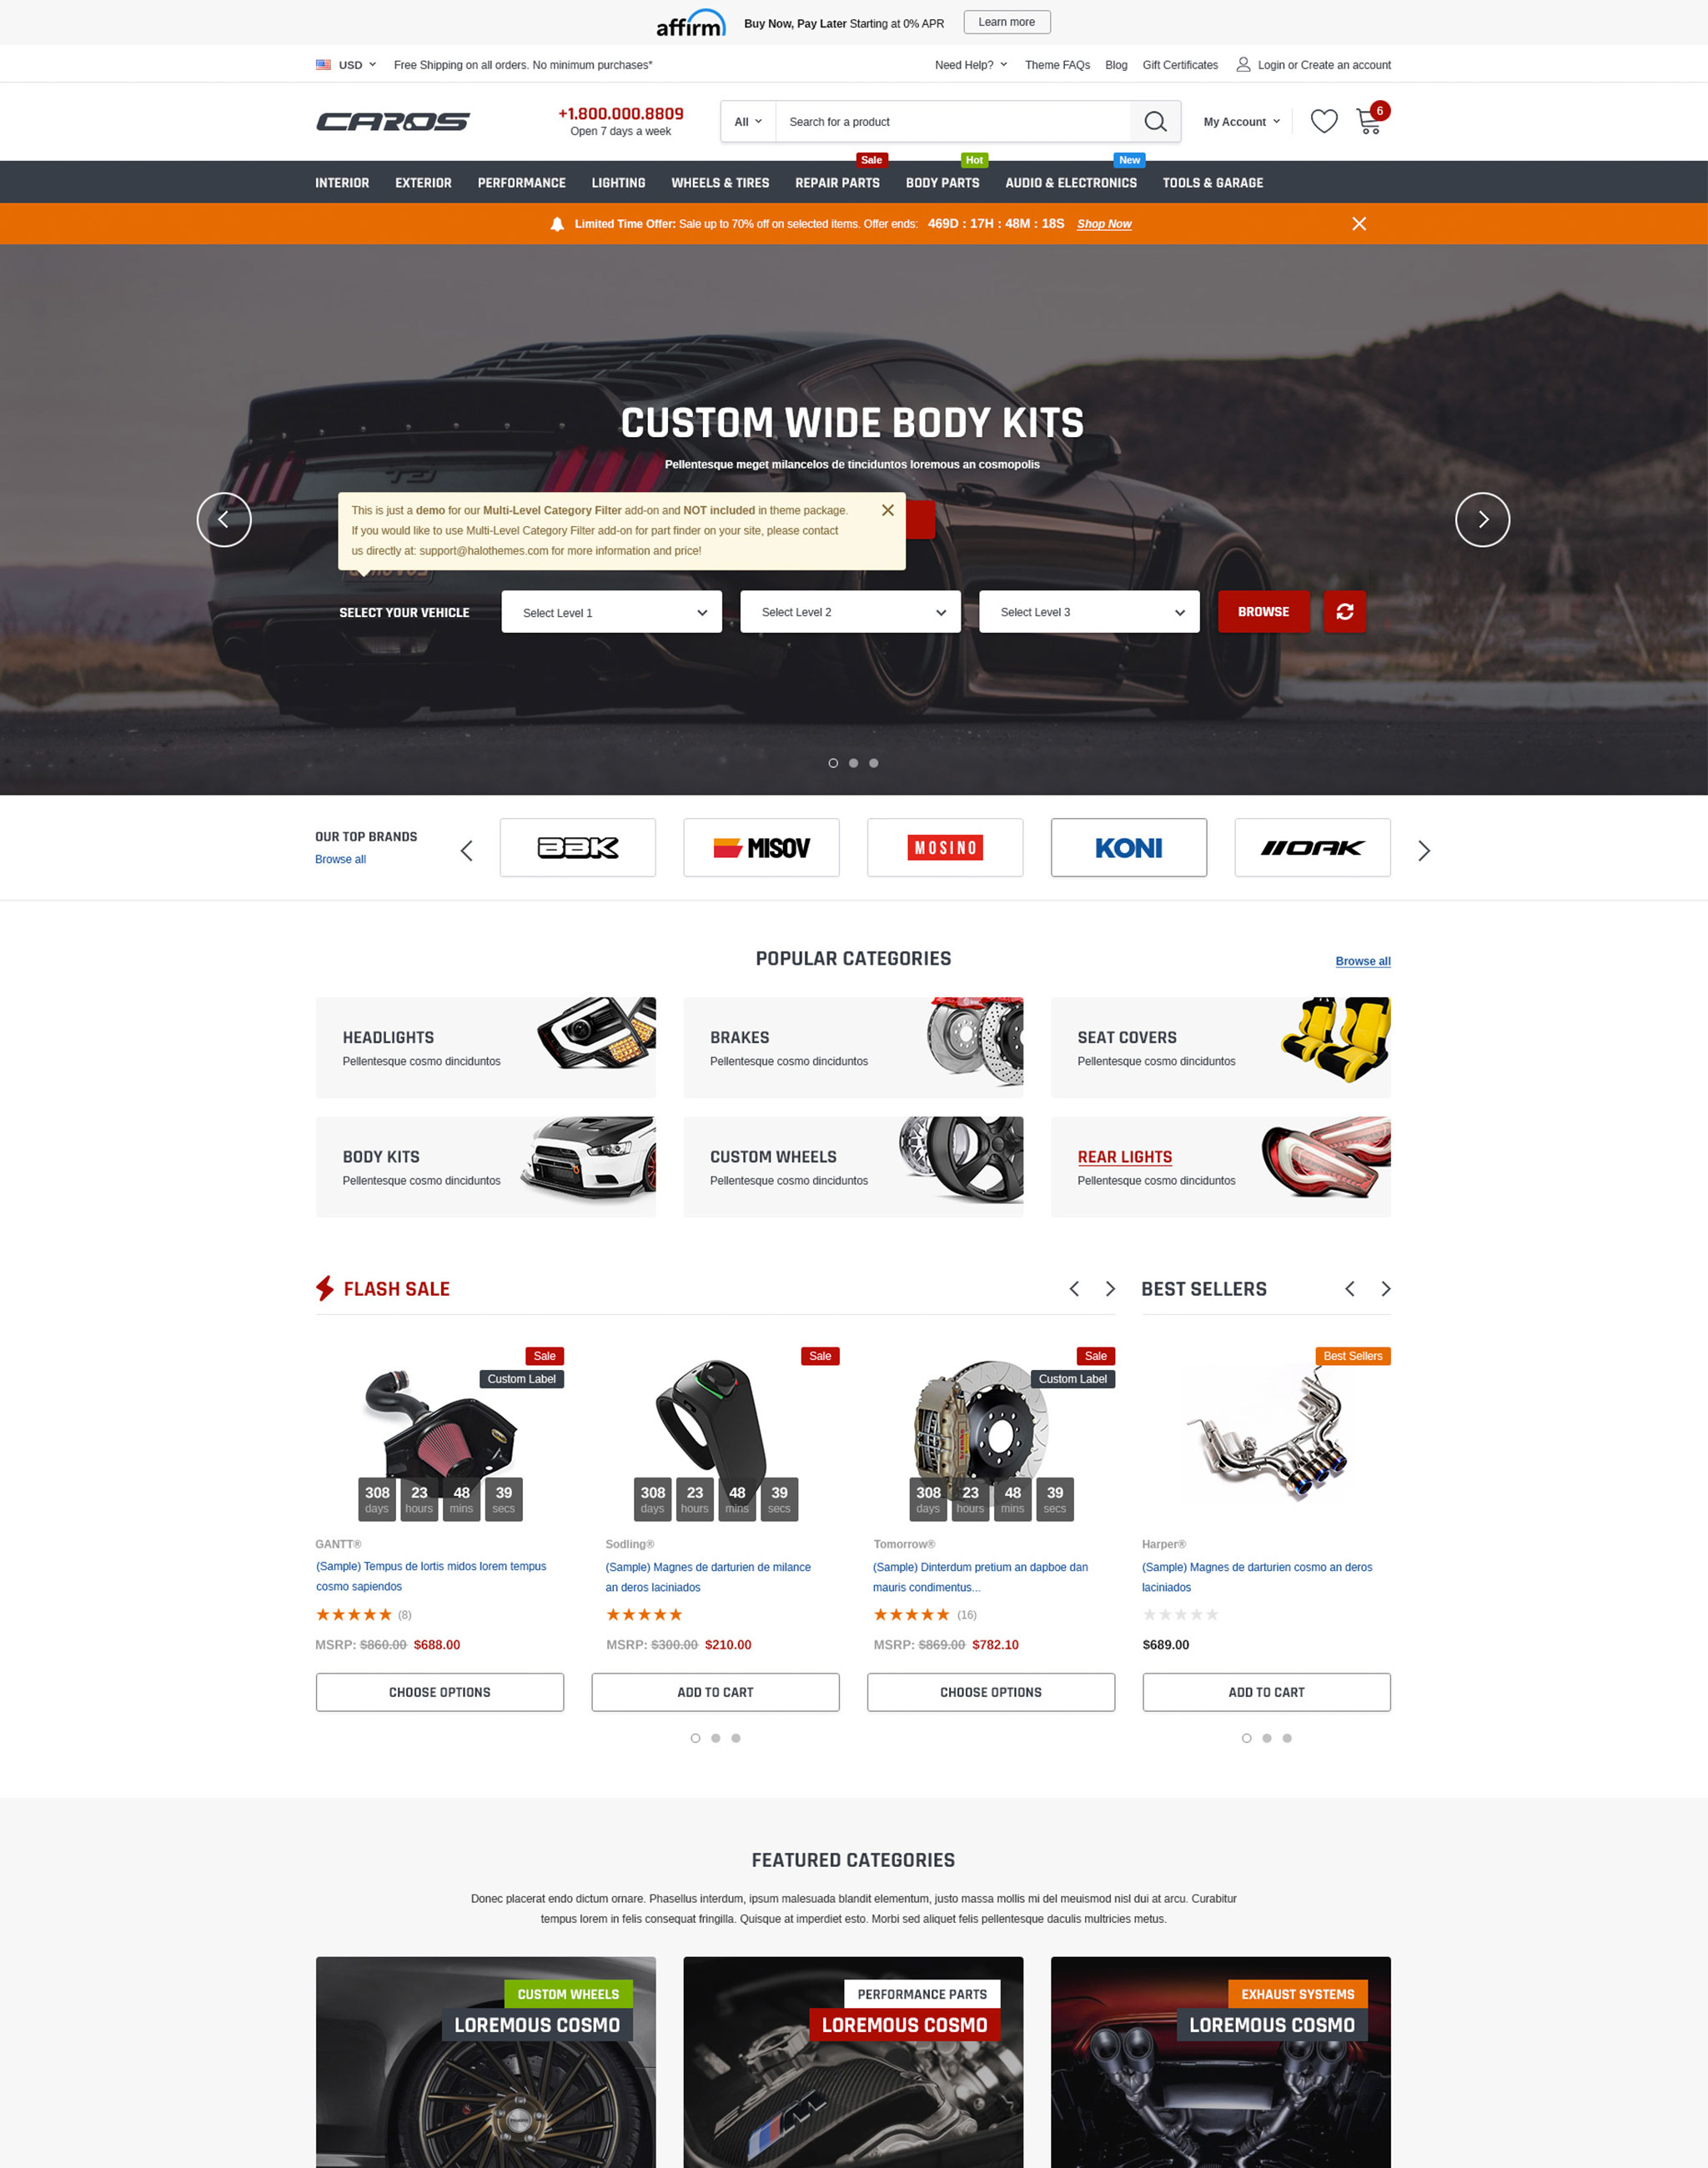 affirm Buy Now, Pay Later Starting at 0% APR Learn more
USD Free Shipping on all orders. No minimum purchases* Need Help? Theme FAQs Blog Gift Certificates Login or Create an account
CAROS
+1.800.000.8809
Open 7 days a week
All Search for a product
My Account 6
Sale Hot New
INTERIOR EXTERIOR PERFORMANCE LIGHTING WHEELS & TIRES REPAIR PARTS BODY PARTS AUDIO & ELECTRONICS TOOLS & GARAGE
Limited Time Offer: Sale up to 70% off on selected items. Offer ends: 469D : 17H : 48M : 18S Shop Now
CUSTOM WIDE BODY KITS
Pellentesque meget milancelos de tinciduntos loremous an cosmopolis
This is just a demo for our Multi-Level Category Filter add-on and NOT included in theme package.
If you would like to use Multi-Level Category Filter add-on for part finder on your site, please contact
us directly at: support@halothemes.com for more information and price!
SELECT YOUR VEHICLE Select Level 1 Select Level 2 Select Level 3 BROWSE
OUR TOP BRANDS
Browse all
BBK MISOV MOSINO KONI //OAK
POPULAR CATEGORIES
Browse all
HEADLIGHTS
Pellentesque cosmo dinciduntos
BRAKES
Pellentesque cosmo dinciduntos
SEAT COVERS
Pellentesque cosmo dinciduntos
BODY KITS
Pellentesque cosmo dinciduntos
CUSTOM WHEELS
Pellentesque cosmo dinciduntos
REAR LIGHTS
Pellentesque cosmo dinciduntos
FLASH SALE
BEST SELLERS
Sale
Custom Label
308 23 48 39
days hours mins secs
GANTT®
(Sample) Tempus de lortis midos lorem tempus
cosmo sapiendos
(8)
MSRP: $860.00 $688.00
CHOOSE OPTIONS
Sale
308 23 48 39
days hours mins secs
Sodling®
(Sample) Magnes de darturien de milance
an deros laciniados
MSRP: $300.00 $210.00
ADD TO CART
Sale
Custom Label
brembo
308 23 48 39
days hours mins secs
Tomorrow®
(Sample) Dinterdum pretium an dapboe dan
mauris condimentus...
(16)
MSRP: $869.00 $782.10
CHOOSE OPTIONS
Best Sellers
Harper®
(Sample) Magnes de darturien cosmo an deros
laciniados
$689.00
ADD TO CART
FEATURED CATEGORIES
Donec placerat endo dictum ornare. Phasellus interdum, ipsum malesuada blandit elementum, justo massa mollis mi del meuismod nisl dui at arcu. Curabitur
tempus lorem in felis consequat fringilla. Quisque at imperdiet esto. Morbi sed aliquet felis pellentesque daculis multricies metus.
CUSTOM WHEELS
LOREMOUS COSMO
PERFORMANCE PARTS
LOREMOUS COSMO
M
EXHAUST SYSTEMS
LOREMOUS COSMO